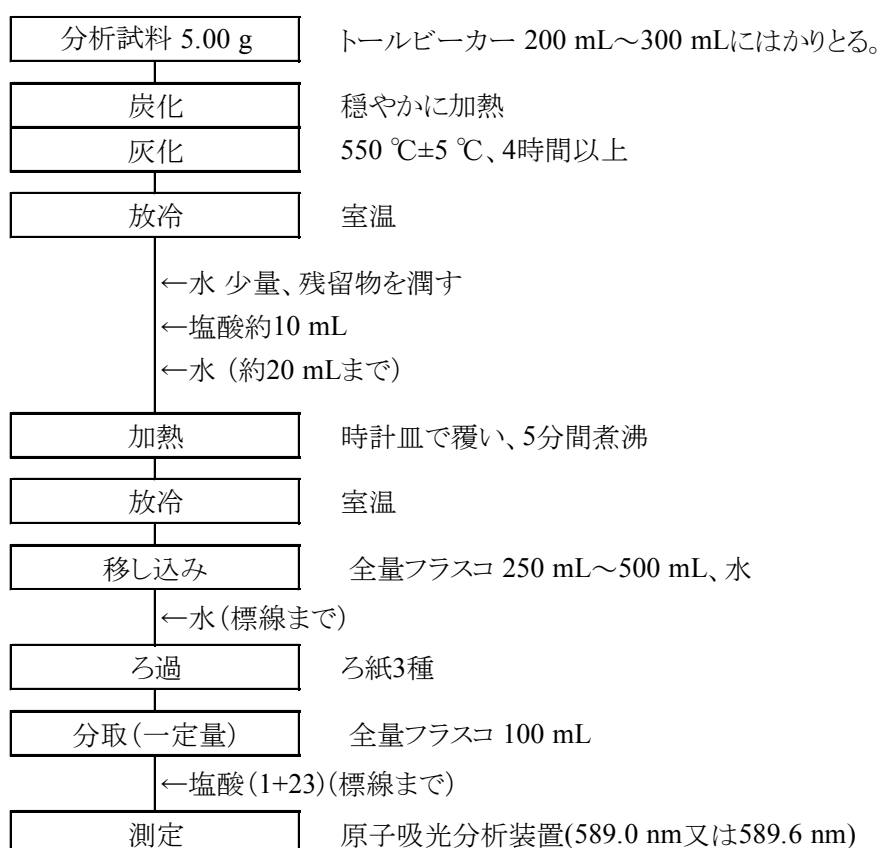 分析試料 5.00 g トールビーカー 200 mL~300 mLにはかりとる。
炭化 穏やかに加熱
灰化 550 ℃±5 ℃、4時間以上
放冷 室温
←水 少量、残留物を潤す
←塩酸約10 mL
←水 (約20 mLまで)
加熱 時計皿で覆い、5分間煮沸
放冷 室温
移し込み 全量フラスコ 250 mL~500 mL、水
←水(標線まで)
ろ過 ろ紙3種
分取(一定量) 全量フラスコ 100 mL
←塩酸(1+23)(標線まで)
測定 原子吸光分析装置(589.0 nm又は589.6 nm)